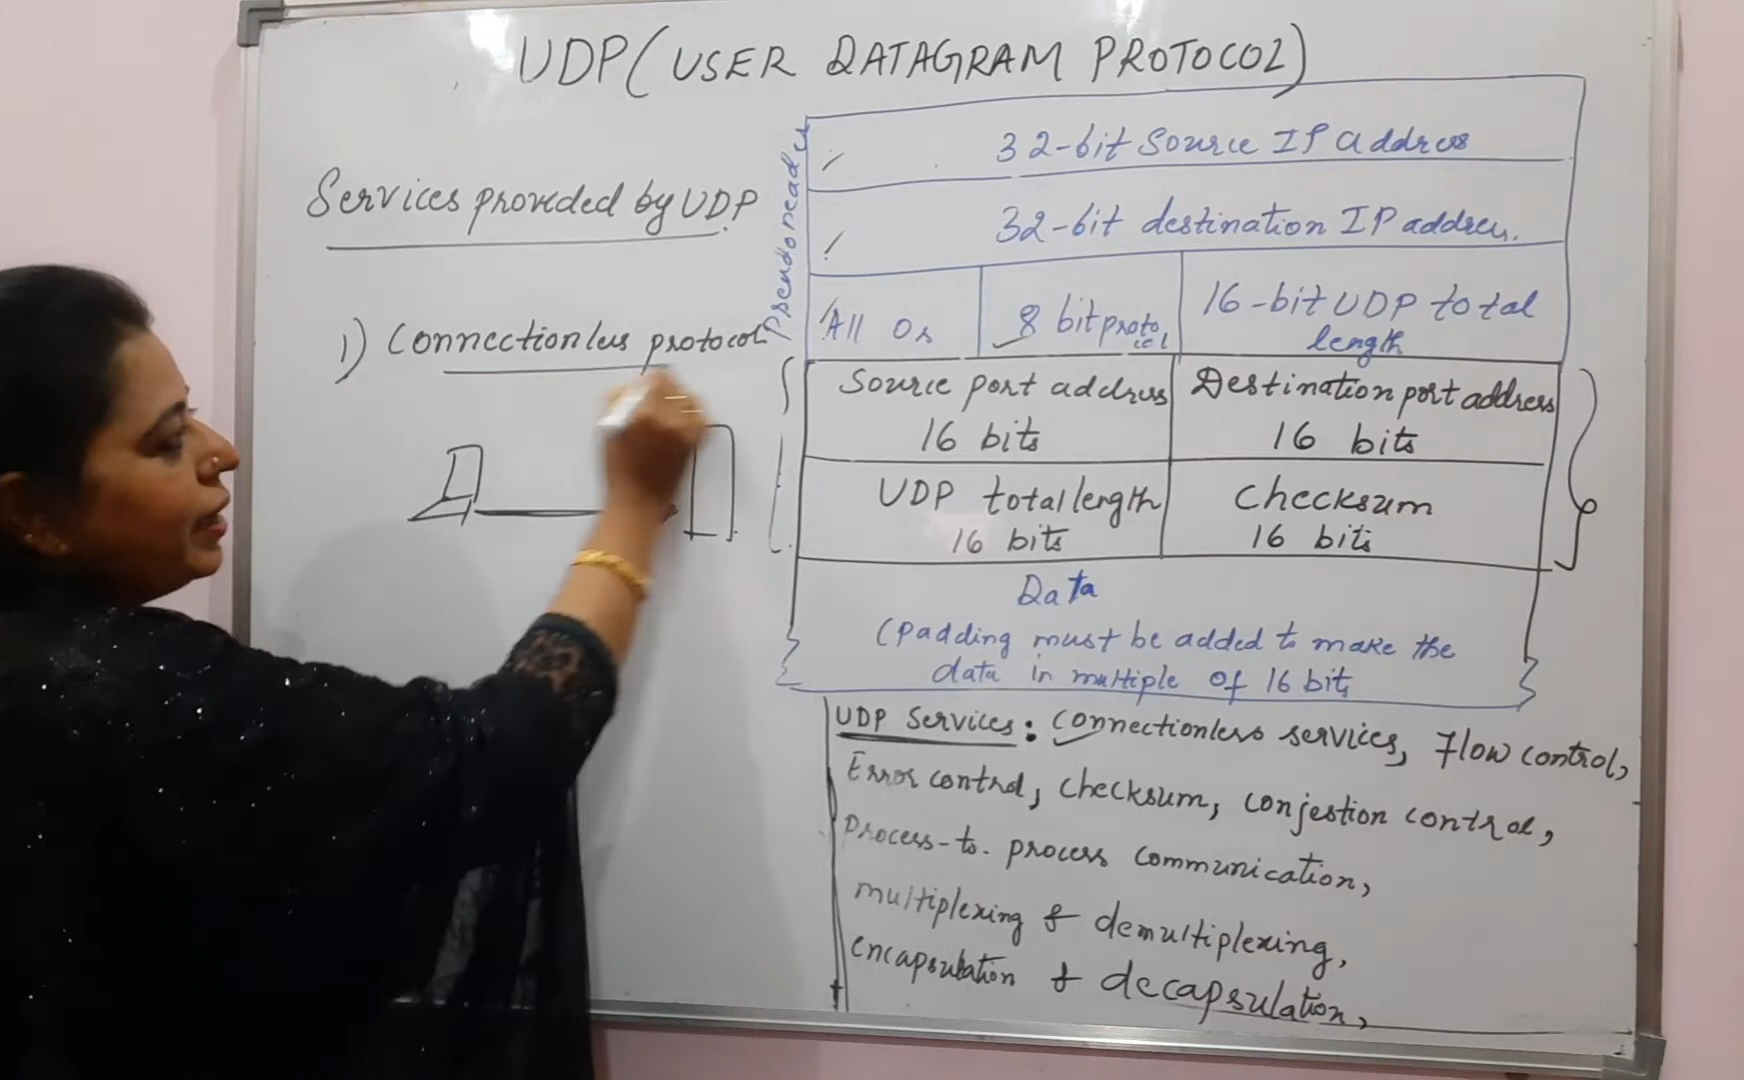 UDP (USER DATAGRAM PROTOCOL)
Services provided by UDP
1) Connectionless protocol
Pseudoheader
32-bit Source IP address
32-bit destination IP address.
All 0s
8 bit proto
col
16-bit UDP total
length
Source port address
16 bits
Destination port address
16 bits
UDP total length
16 bits
Checksum
16 bits
Data
(Padding must be added to make the
data in multiple of 16 bits
UDP Services: Connectionless services, Flow control,
Error control, checksum, conjestion control,
Process-to-process communication,
multiplexing & demultiplexing,
encapsulation & decapsulation,